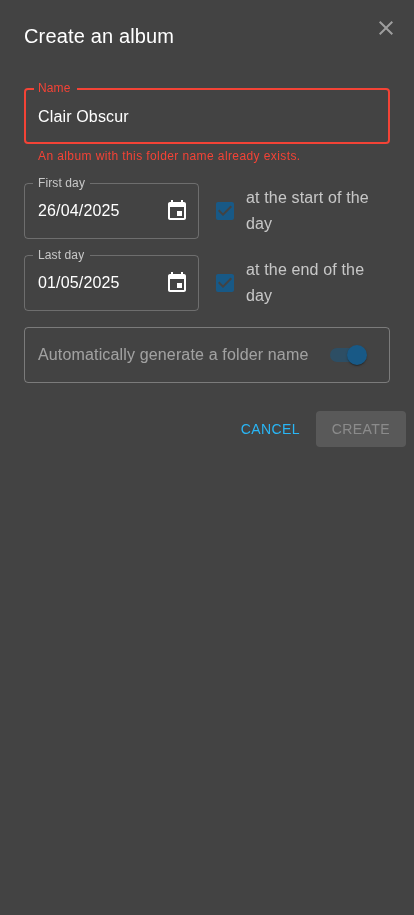 Create an album
Name
Clair Obscur
An album with this folder name already exists.
First day
26/04/2025
at the start of the
day
Last day
01/05/2025
at the end of the
day
Automatically generate a folder name
CANCEL
CREATE